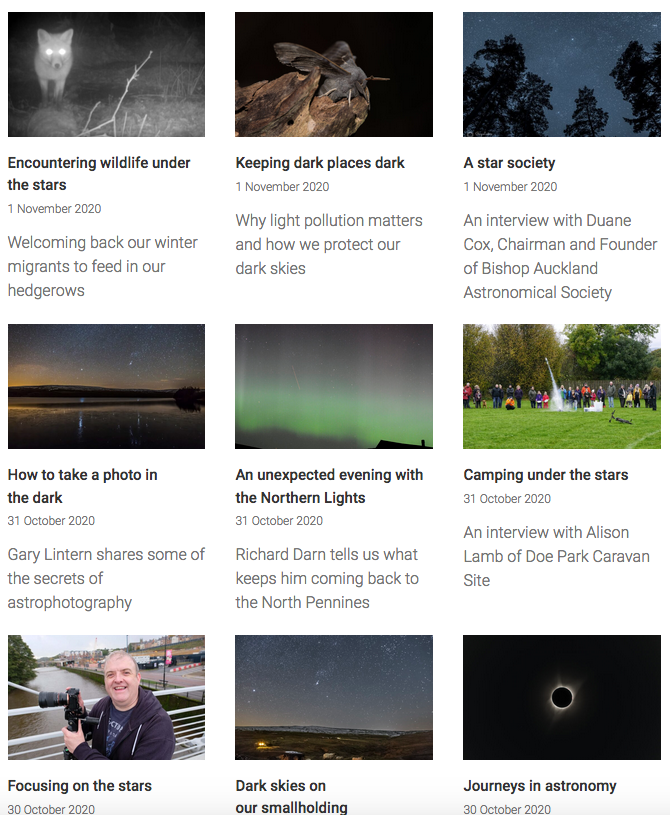 Encountering wildlife under
the stars
1 November 2020
Welcoming back our winter
migrants to feed in our
hedgerows
Keeping dark places dark
1 November 2020
Why light pollution matters
and how we protect our
dark skies
A star society
1 November 2020
An interview with Duane
Cox, Chairman and Founder
of Bishop Auckland
Astronomical Society
How to take a photo in
the dark
31 October 2020
Gary Lintern shares some of
the secrets of
astrophotography
An unexpected evening with
the Northern Lights
31 October 2020
Richard Darn tells us what
keeps him coming back to
the North Pennines
Camping under the stars
31 October 2020
An interview with Alison
Lamb of Doe Park Caravan
Site
Focusing on the stars
30 October 2020
Dark skies on
our smallholding
Journeys in astronomy
30 October 2020